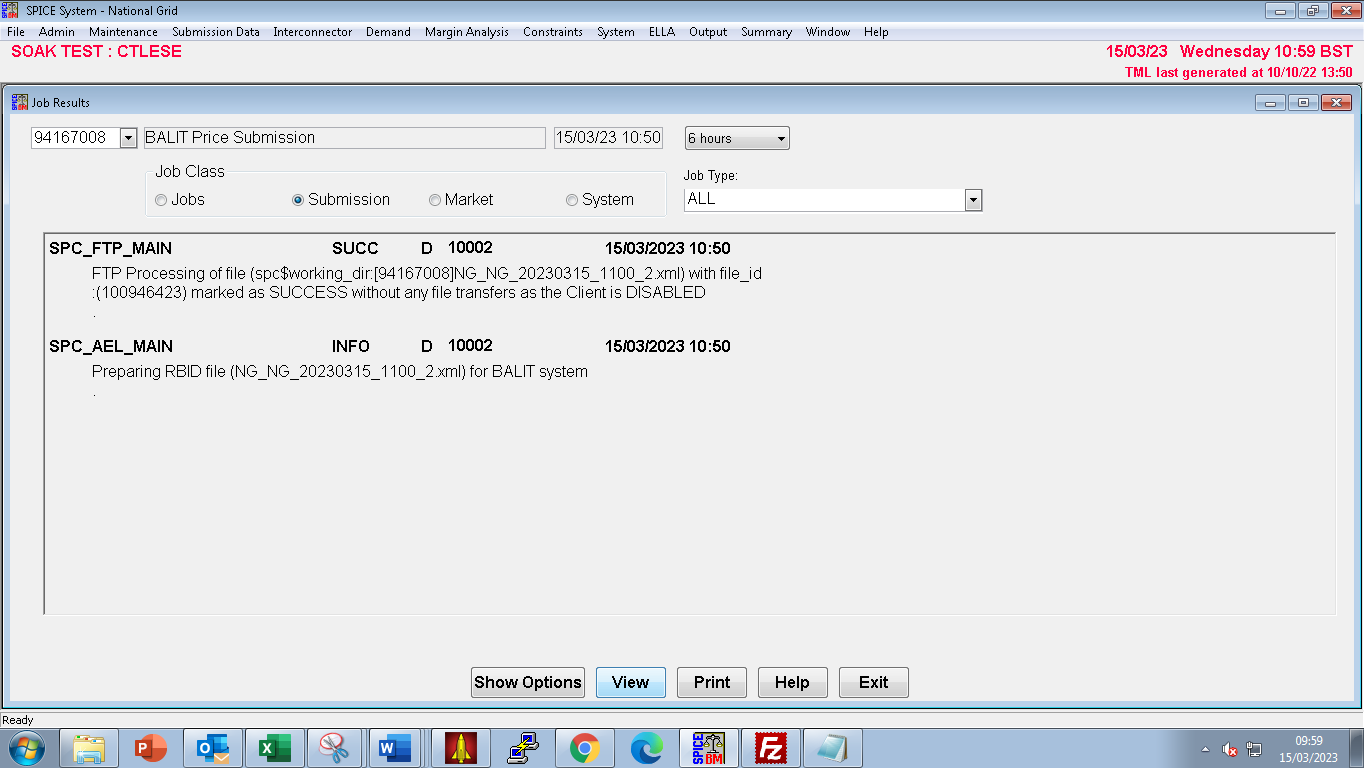 SPICE System - National Grid
File Admin Maintenance Submission Data Interconnector Demand Margin Analysis Constraints System ELLA Output Summary Window Help
SOAK TEST : CTLESE
15/03/23 Wednesday 10:59 BST
TML last generated at 10/10/22 13:50
Job Results
94167008 BALIT Price Submission 15/03/23 10:50 6 hours
Job Class
Job Type:
Jobs Submission Market System
ALL
SPC_FTP_MAIN SUCC D 10002 15/03/2023 10:50
FTP Processing of file (spc$working_dir:[94167008]NG_NG_20230315_1100_2.xml) with file_id
:(100946423) marked as SUCCESS without any file transfers as the Client is DISABLED
.
SPC_AEL_MAIN INFO D 10002 15/03/2023 10:50
Preparing RBID file (NG_NG_20230315_1100_2.xml) for BALIT system
.
Show Options View Print Help Exit
Ready
09:59
15/03/2023